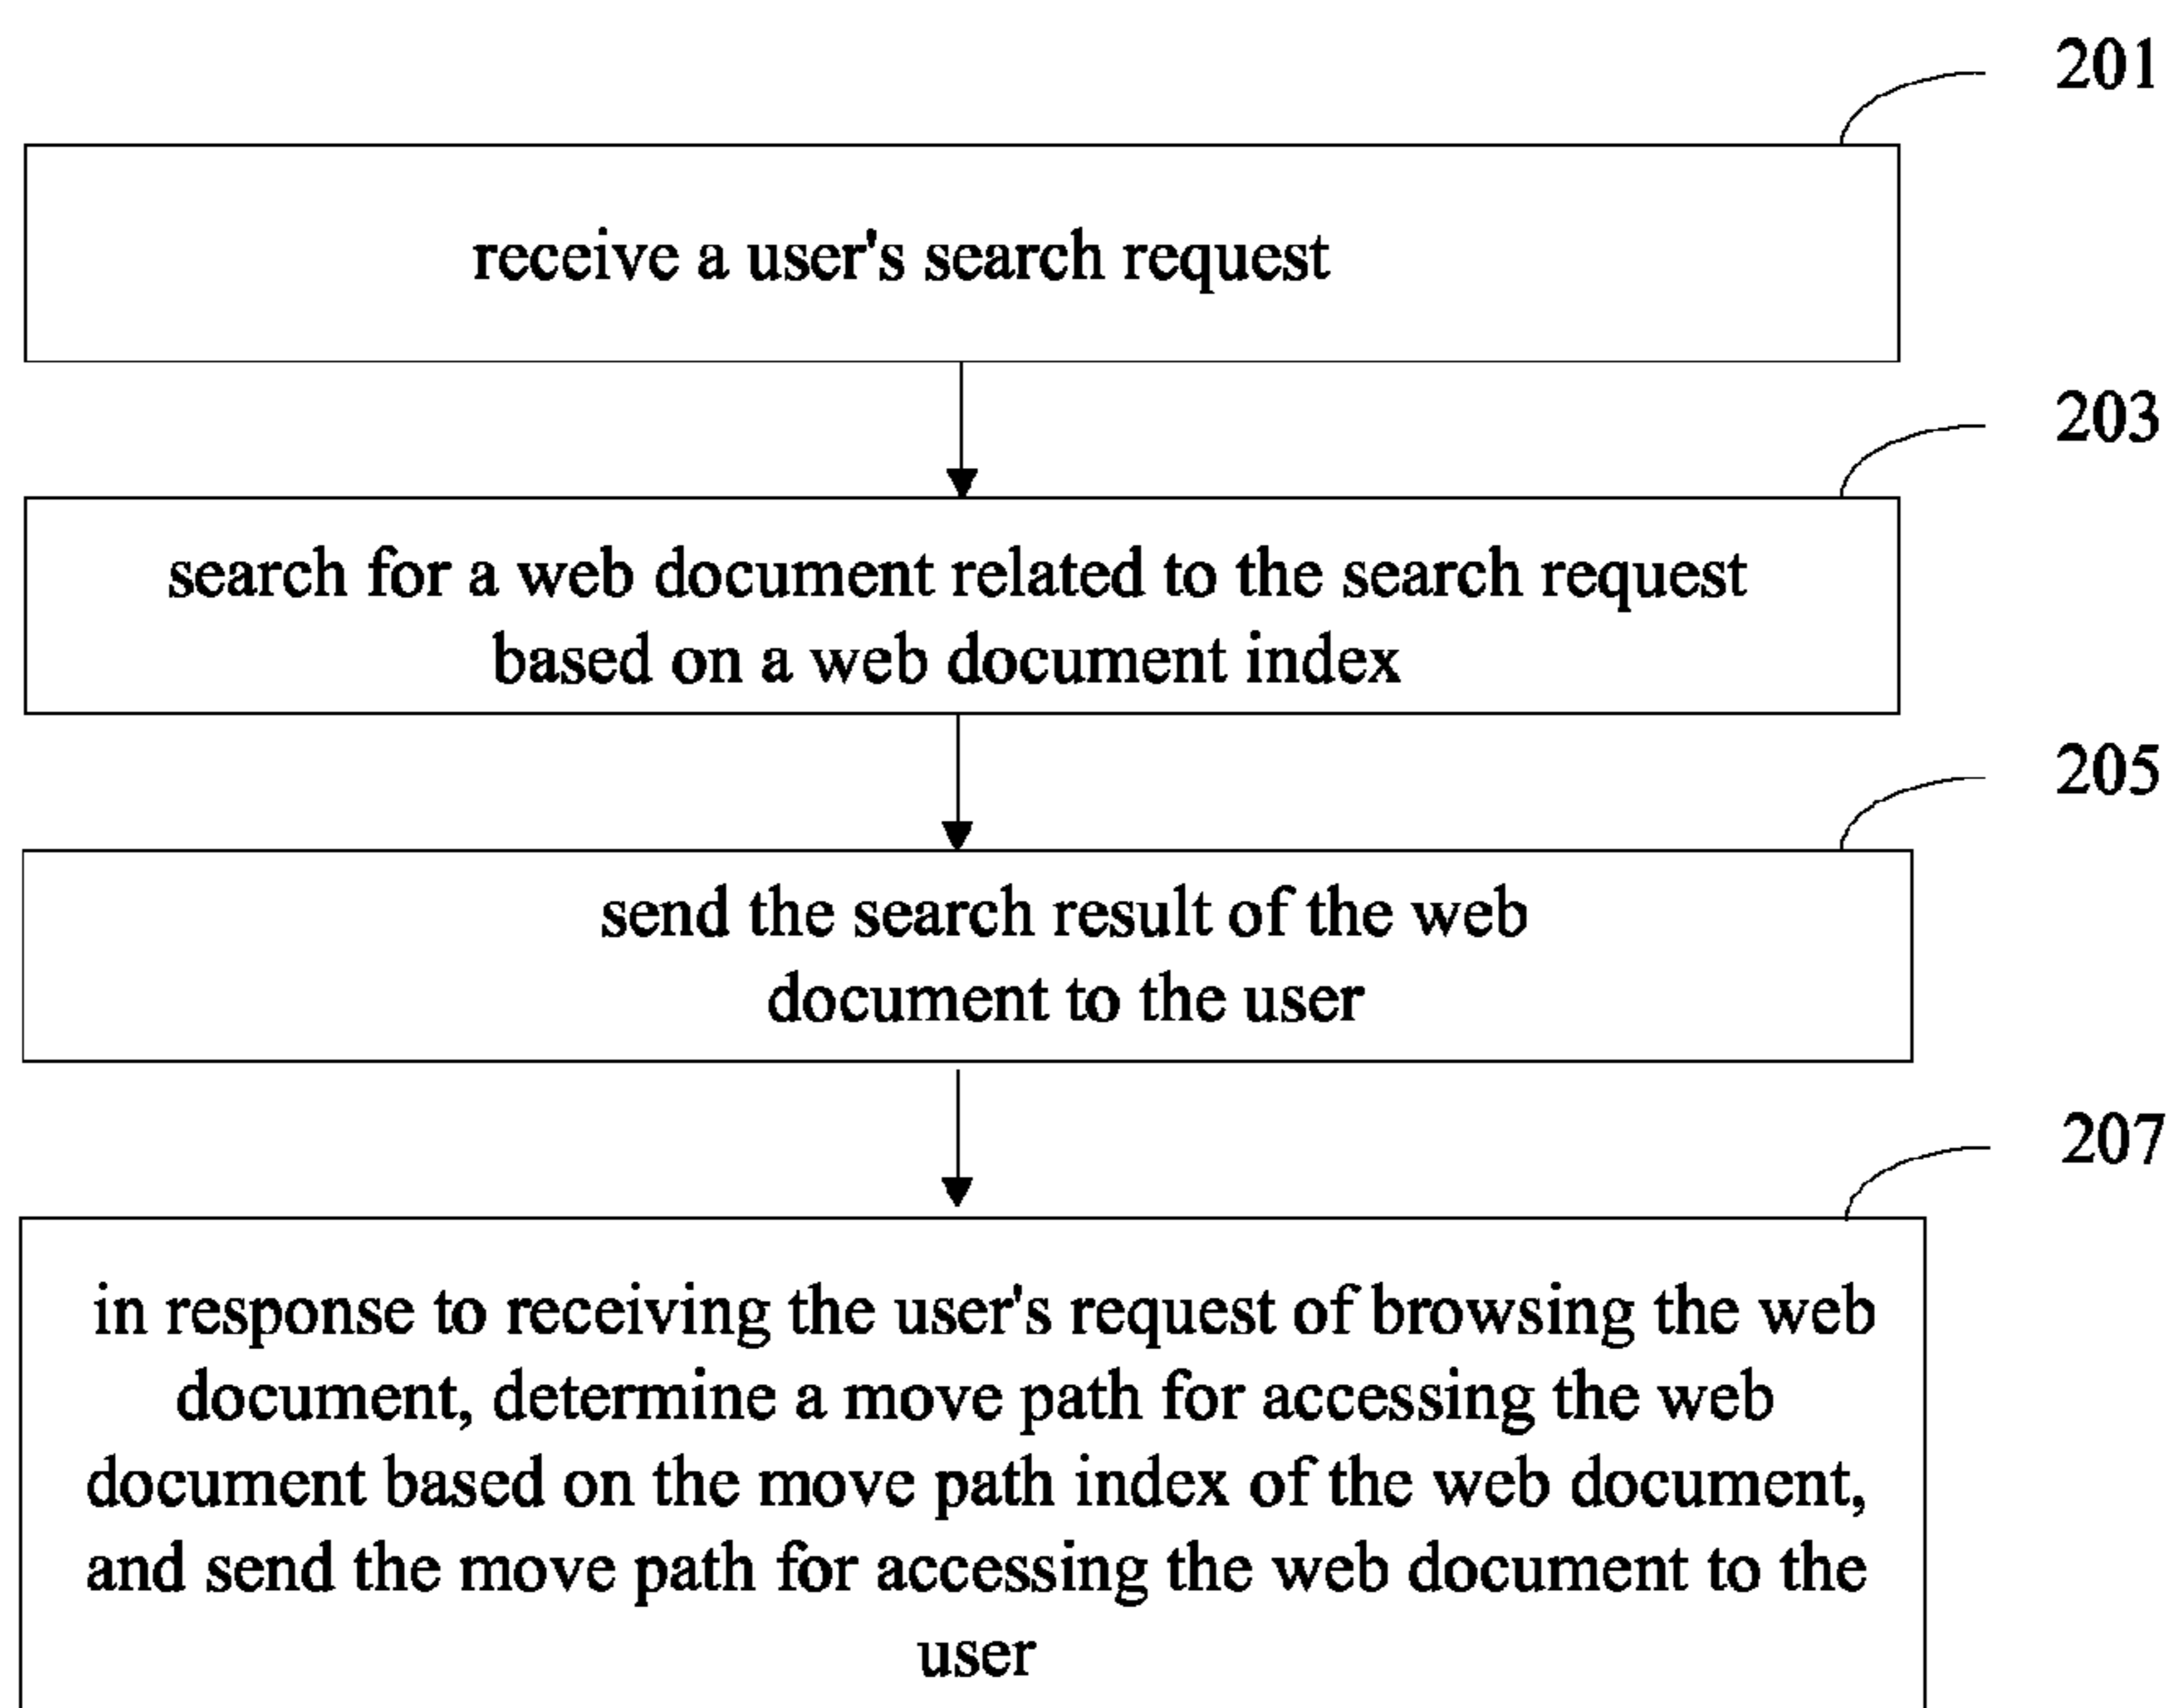 201
receive a user's search request
203
search for a web document related to the search request
based on a web document index
205
send the search result of the web
document to the user
207
in response to receiving the user's request of browsing the web
document, determine a move path for accessing the web
document based on the move path index of the web document,
and send the move path for accessing the web document to the
user